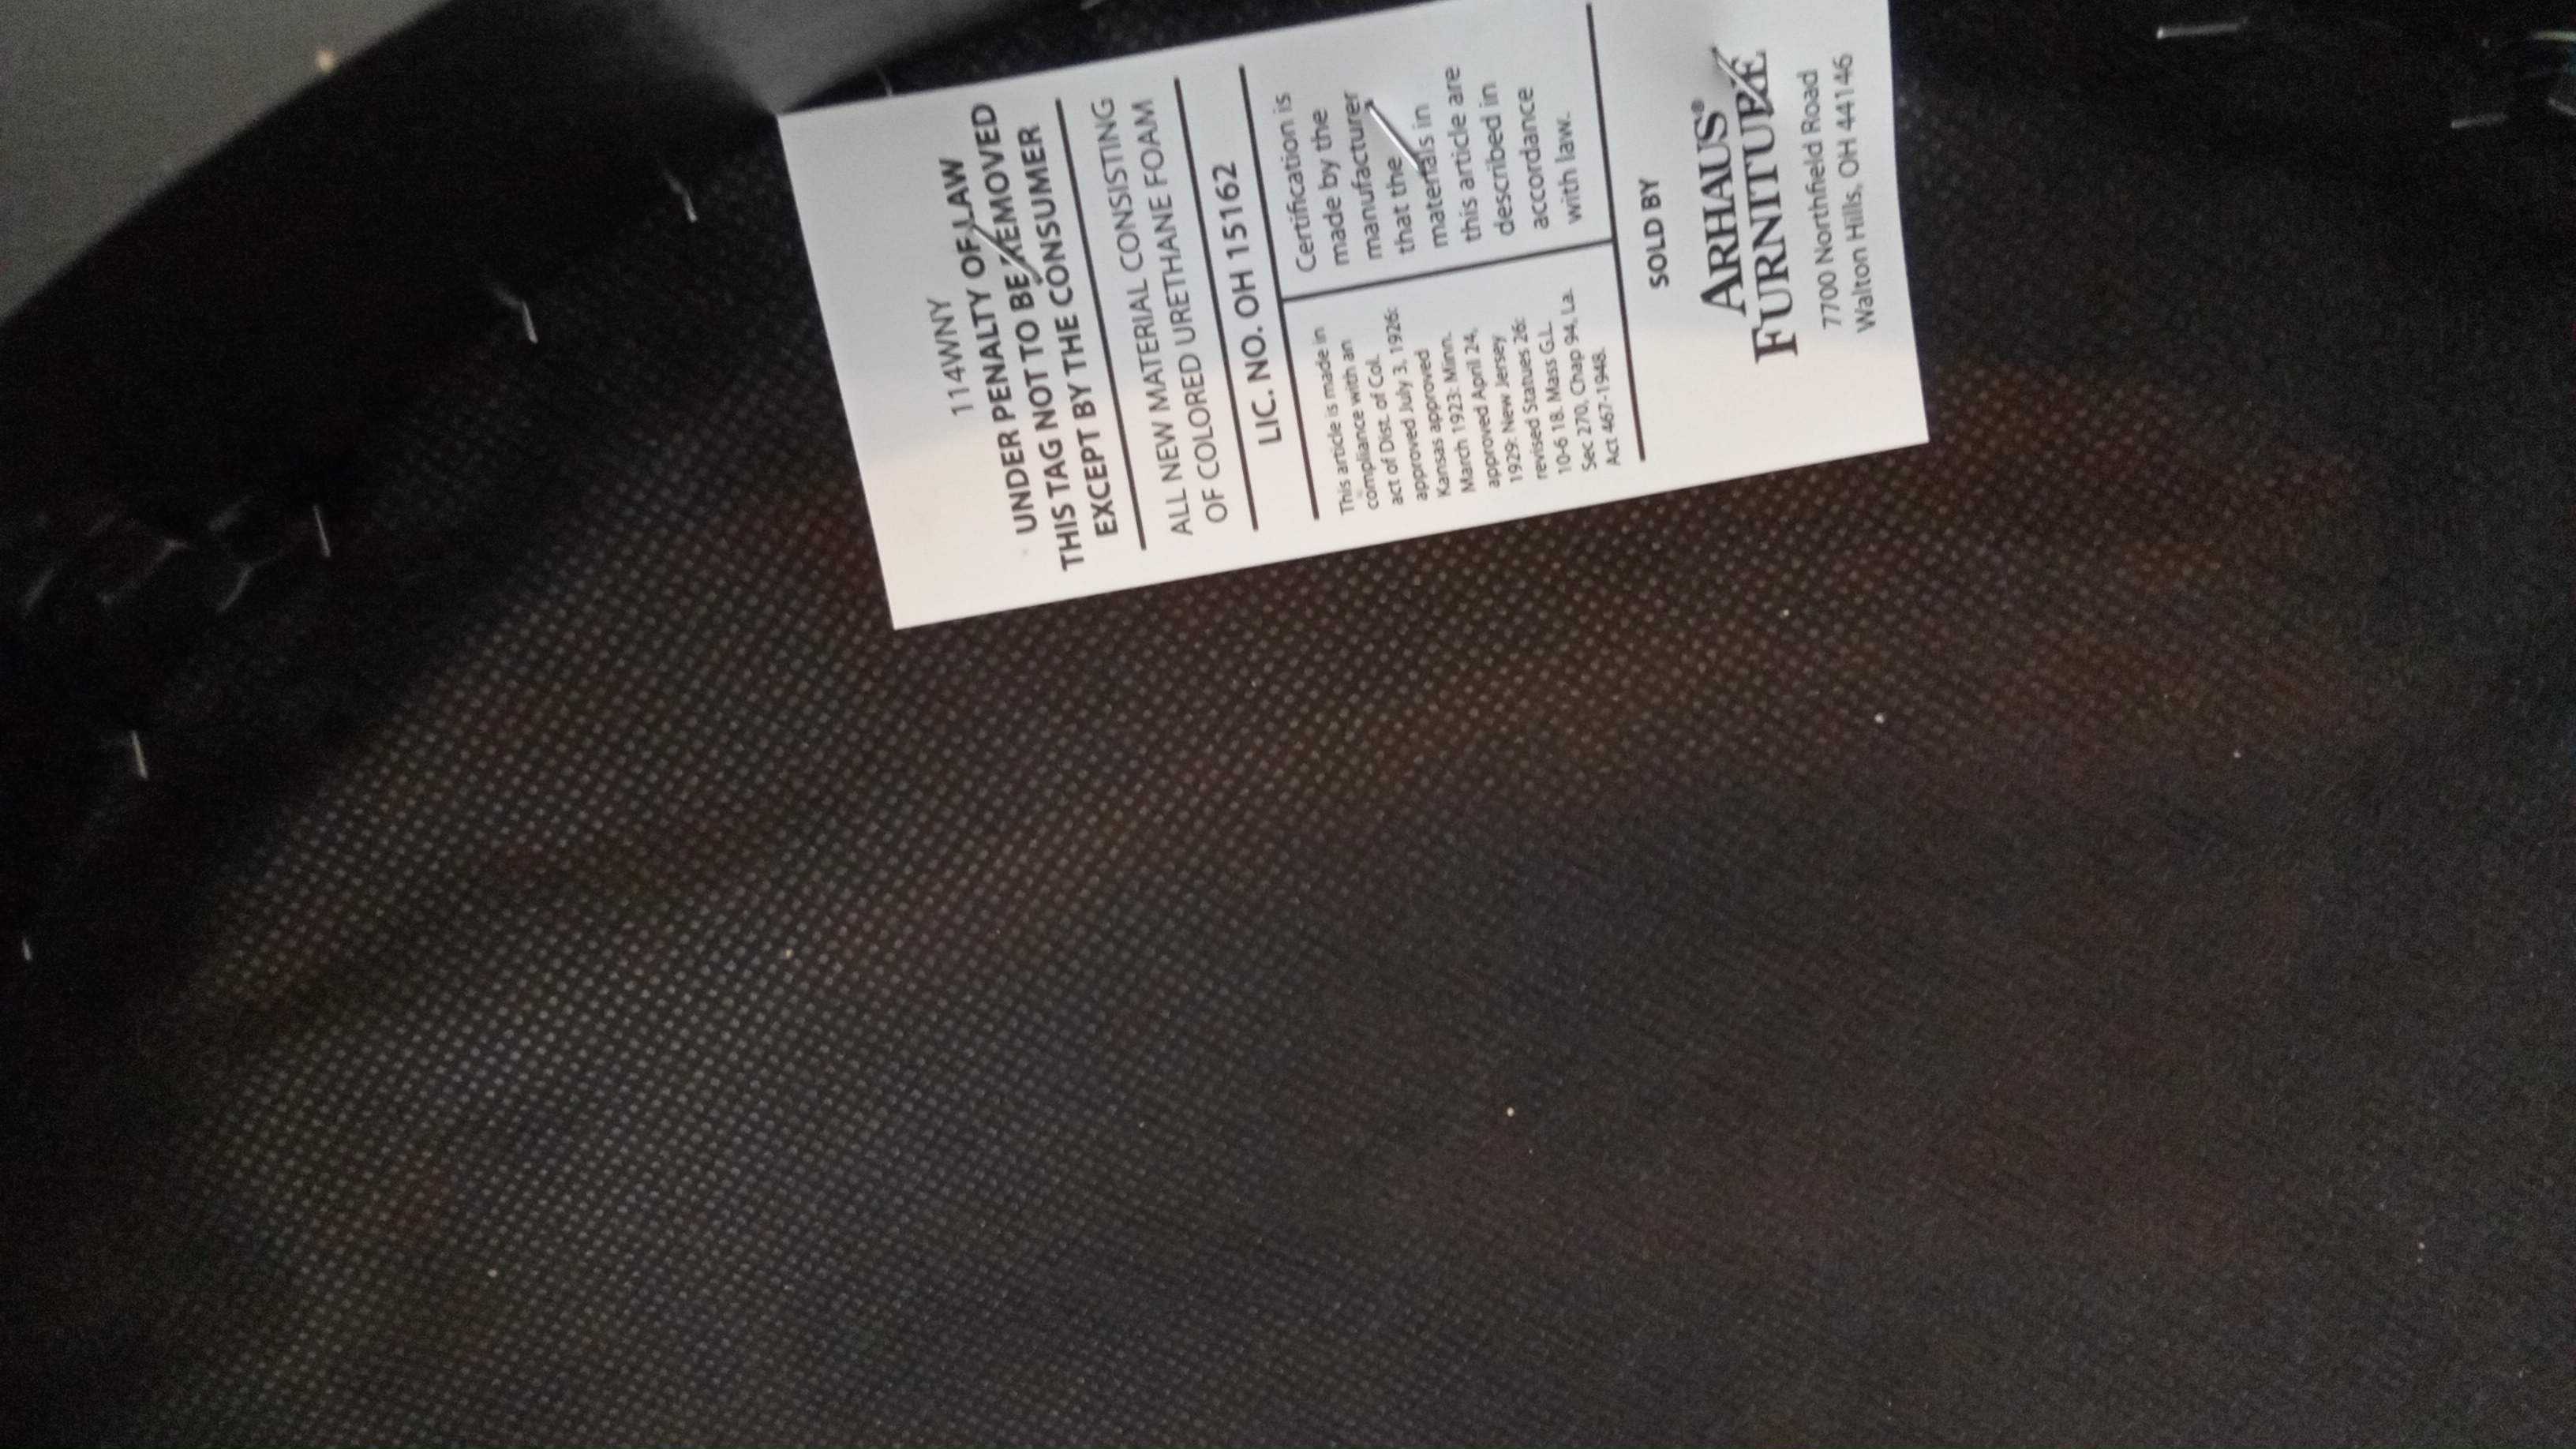 114WNY
UNDER PENALTY OF LAW
THIS TAG NOT TO BE REMOVED
EXCEPT BY THE CONSUMER
ALL NEW MATERIAL CONSISTING
OF COLORED URETHANE FOAM
LIC. NO. OH 15162
This article is made in
compliance with an
act of Dist. of Col.
approved July 3, 1926:
Kansas approved
March 1923: Minn.
approved April 24,
1929: New Jersey
revised Statues 26:
10-6 18. Mass G.L.
Sec 270, Chap 94, La.
Act 467-1948.
Certification is
made by the
manufacturer
that the
materials in
this article are
described in
accordance
with law.
SOLD BY
ARHAUS®
FURNITURE
7700 Northfield Road
Walton Hills, OH 44146